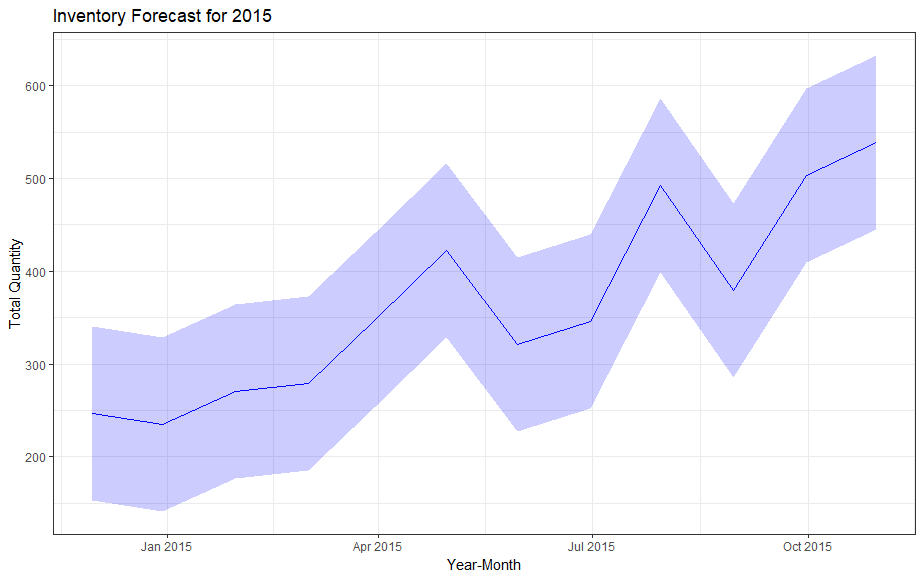 Inventory Forecast for 2015
Total Quantity
600
500
400
300
200
Jan 2015
Apr 2015
Jul 2015
Oct 2015
Year-Month